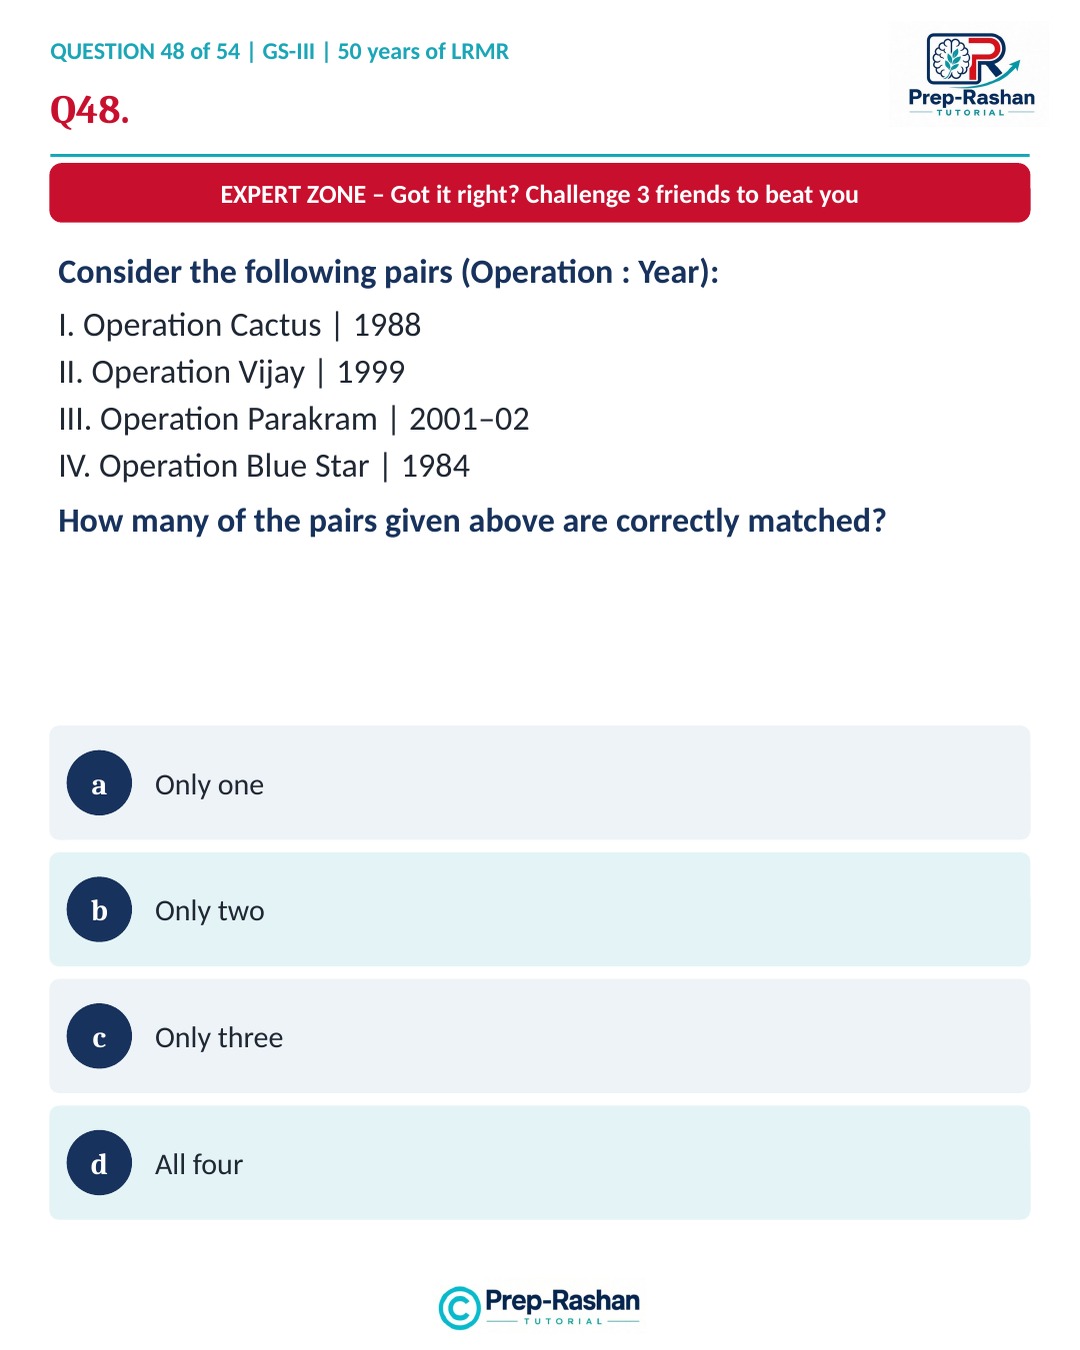 QUESTION 48 of 54 | GS-III | 50 years of LRMR
Q48.
R
Prep-Rashan
TUTORIAL
EXPERT ZONE – Got it right? Challenge 3 friends to beat you
Consider the following pairs (Operation : Year):
I. Operation Cactus | 1988
II. Operation Vijay | 1999
III. Operation Parakram | 2001–02
IV. Operation Blue Star | 1984
How many of the pairs given above are correctly matched?
a Only one
b Only two
c Only three
d All four
© Prep-Rashan
TUTORIAL